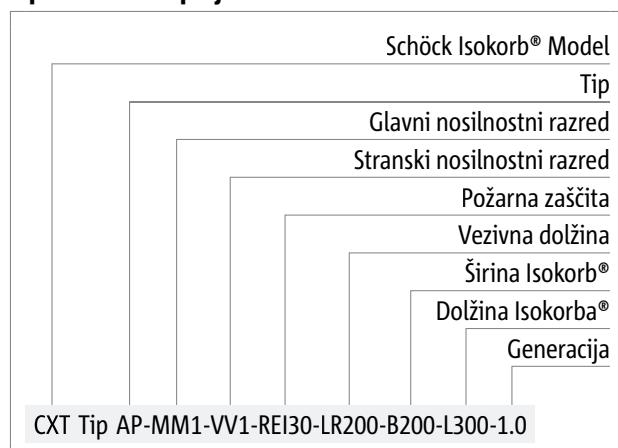 Schöck Isokorb® Model
Tip
Glavni nosilnostni razred
Stranski nosilnostni razred
Požarna zaščita
Vezivna dolžina
Širina Isokorb®
Dolžina Isokorba®
Generacija
CXT Tip AP-MM1-VV1-REI30-LR200-B200-L300-1.0